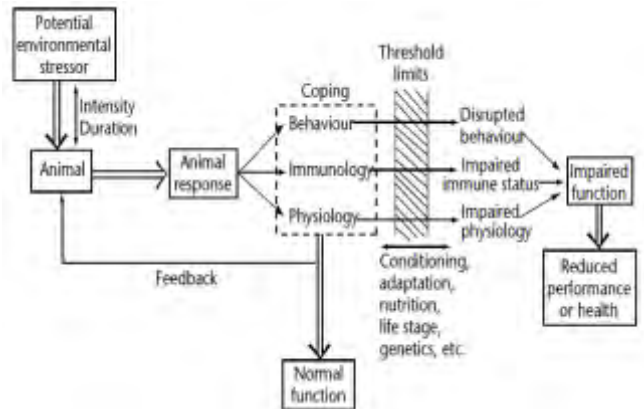 Potential
environmental
stressor
Intensity
Duration
Animal
Animal
response
Coping
Behaviour
Immunology
Physiology
Threshold
limits
Disrupted
behaviour
Impaired
immune status
Impaired
physiology
Impaired
function
Reduced
performance
or health
Conditioning,
adaptation,
nutrition,
life stage,
genetics, etc.
Feedback
Normal
function